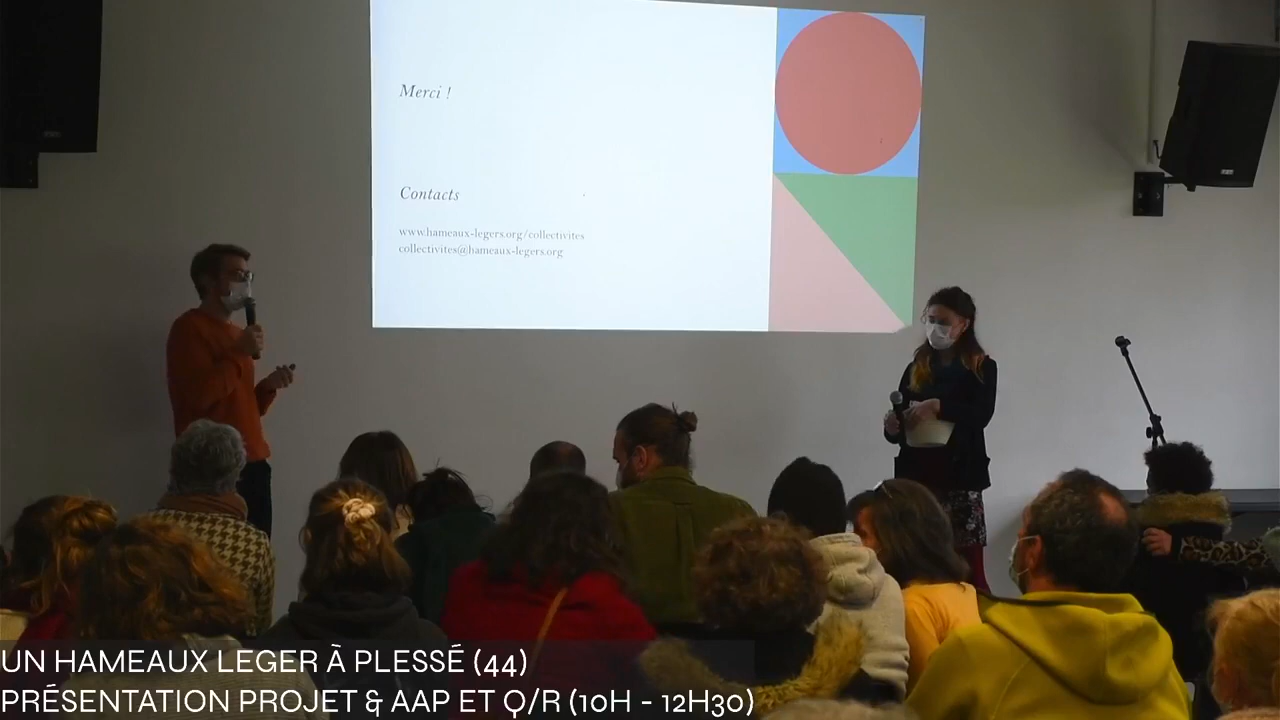 Merci !
Contacts
www.hameaux-legers.org/collectivites
collectivites@hameaux-legers.org
UN HAMEAUX LEGER À PLESSÉ (44)
PRÉSENTATION PROJET & AAP ET Q/R (10H - 12H30)